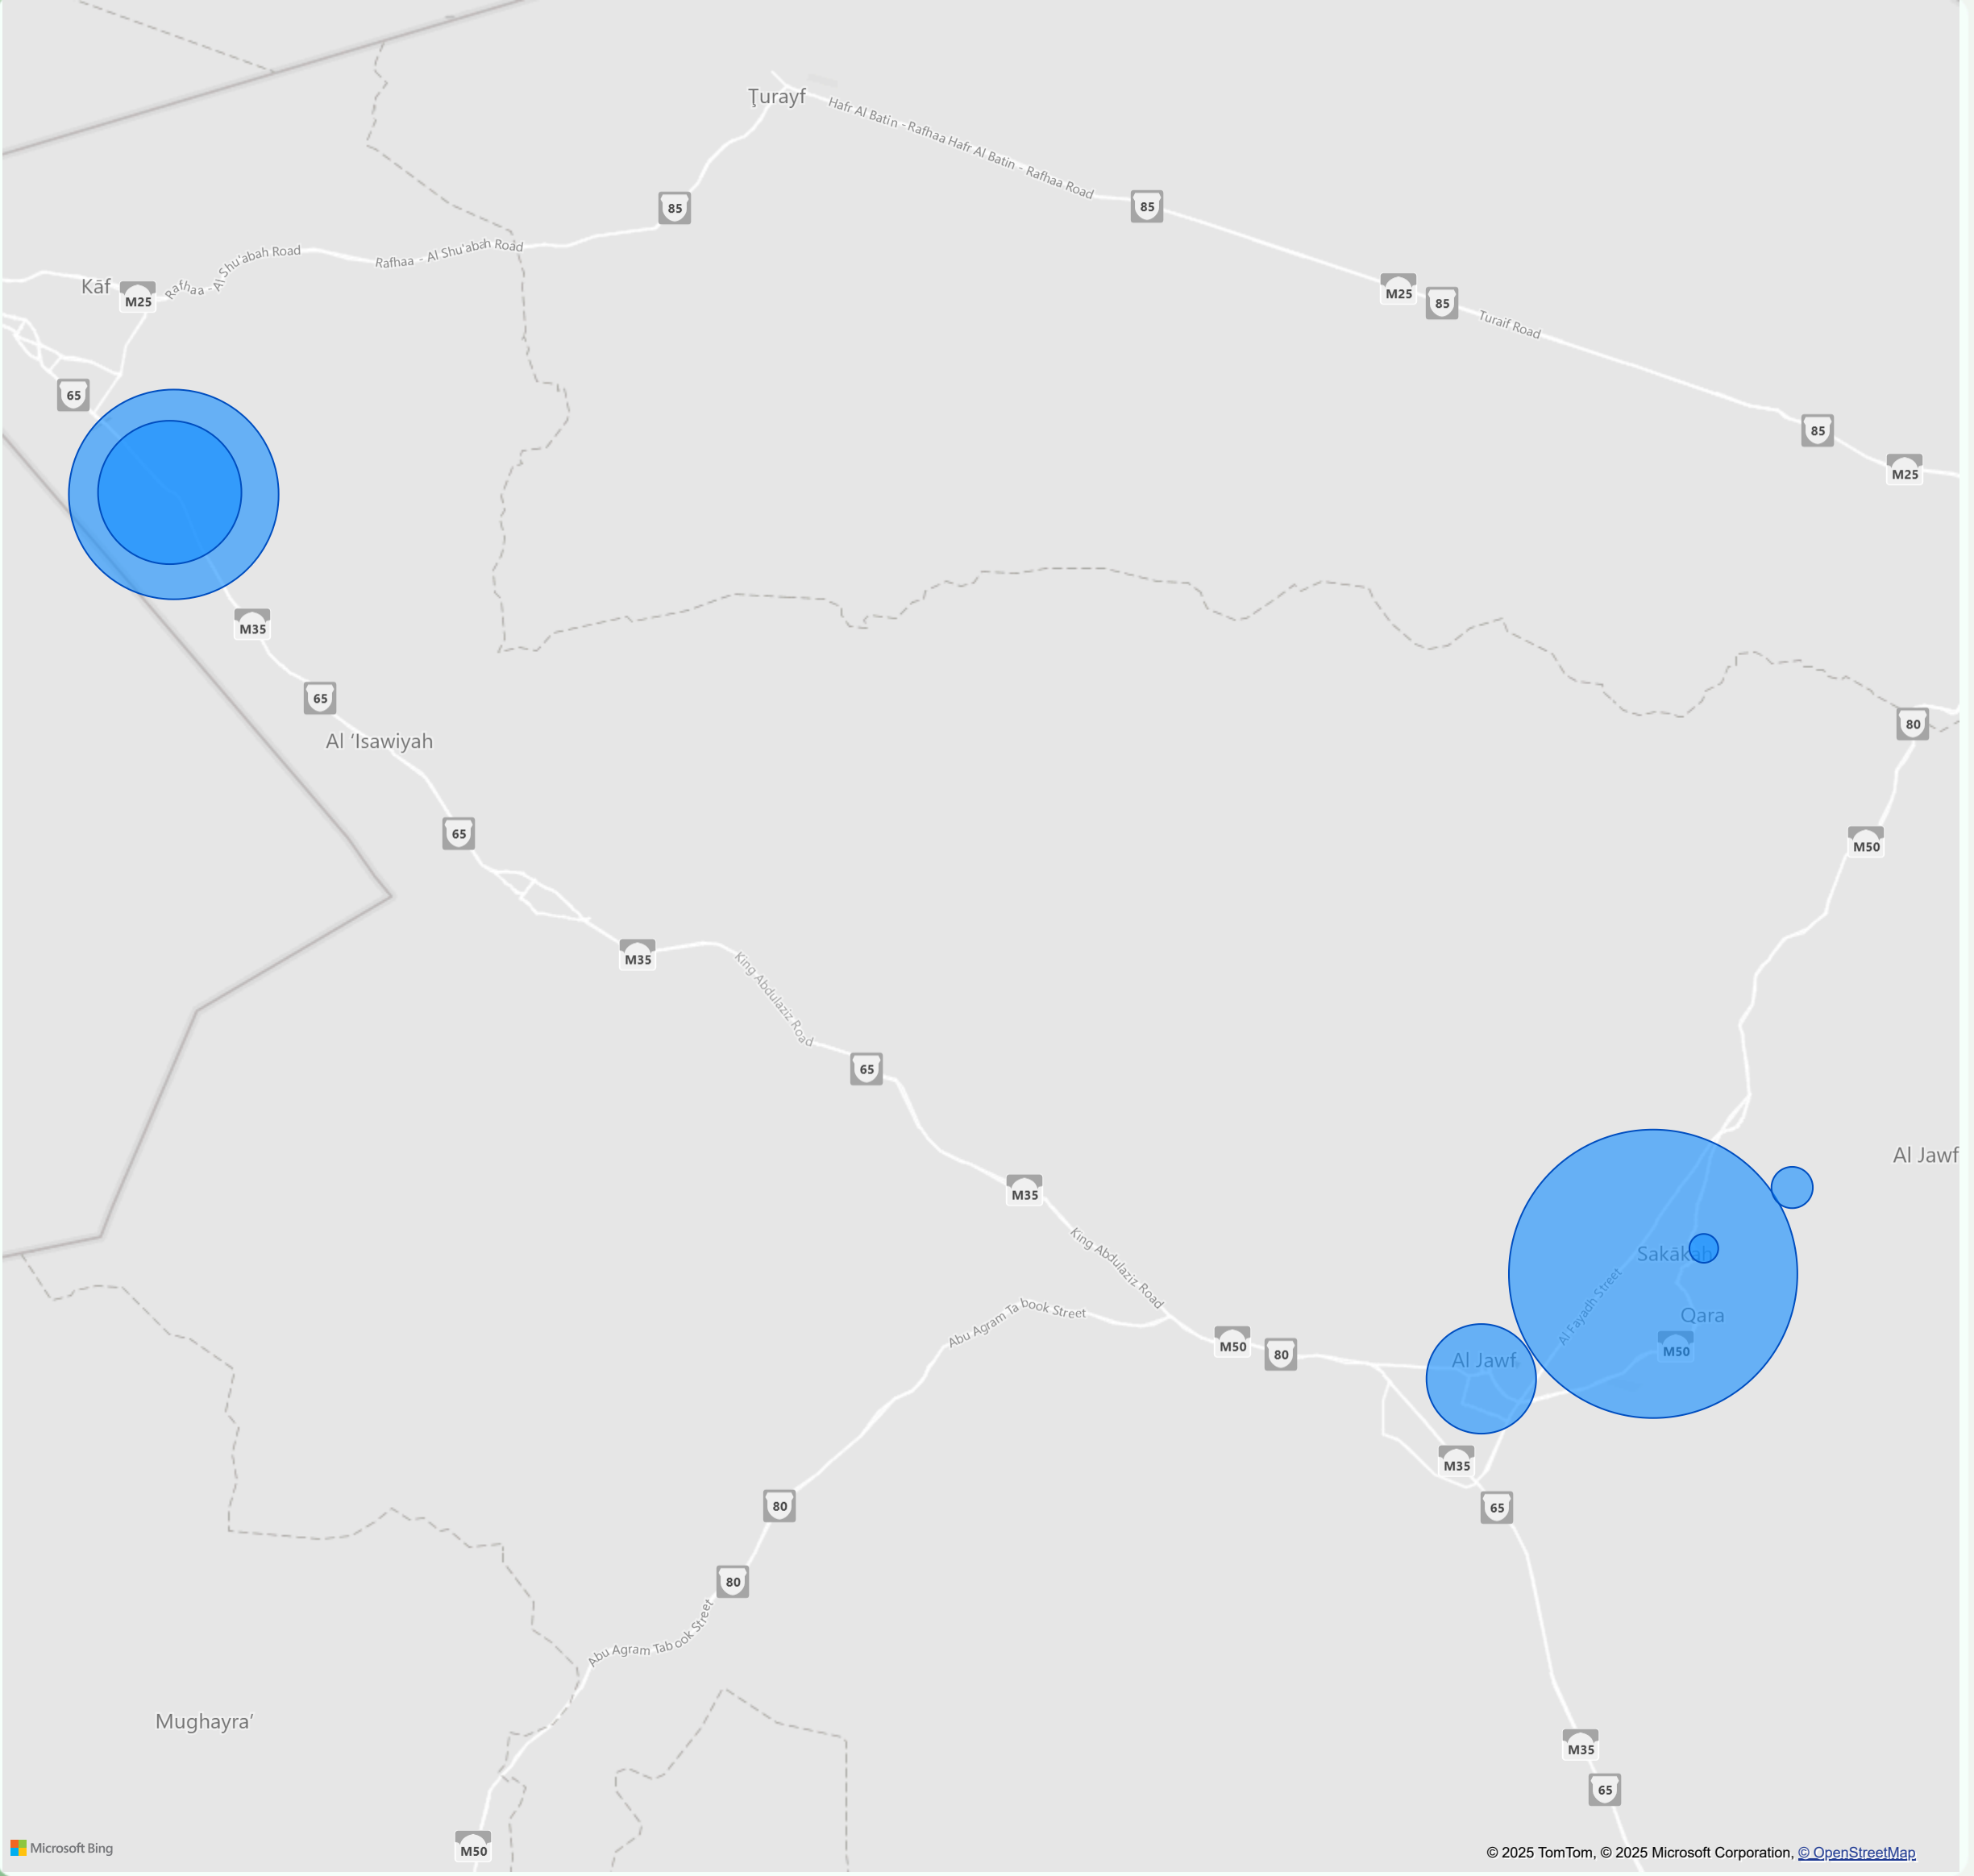 Ţurayf
Hafr Al Batin - Rafhaa Hafr Al Batin - Rafhaa Road
85
85
Rafhaa - Al Shu'abah Road
Rafhaa - Al Shu'abah Road
Kāf
M25
M25
85
Turaif Road
65
85
M25
M35
65
80
Al ‘Isawiyah
65
M50
M35
King Abdulaziz Road
65
Al Jawf
M35
King Abdulaziz Road
Sakākah
Al Fayadh Street
Qara
Abu Agram Tabook Street
M50
80
M50
Al Jawf
M35
80
65
80
Abu Agram Tabook Street
Mughayra’
M35
65
M50
Microsoft Bing
© 2025 TomTom, © 2025 Microsoft Corporation, © OpenStreetMap